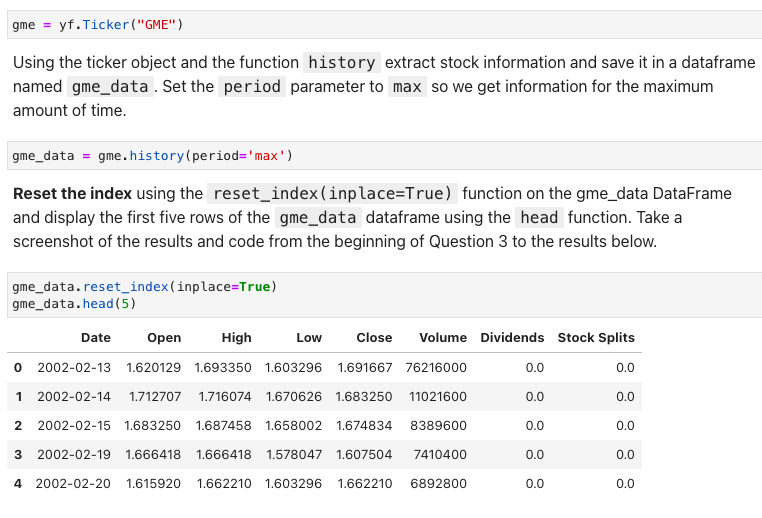 gme = yf.Ticker("GME")
Using the ticker object and the function history extract stock information and save it in a dataframe
named gme_data . Set the period parameter to max so we get information for the maximum
amount of time.
gme_data = gme.history(period='max')
Reset the index using the reset_index(inplace=True) function on the gme_data DataFrame
and display the first five rows of the gme_data dataframe using the head function. Take a
screenshot of the results and code from the beginning of Question 3 to the results below.
gme_data.reset_index(inplace=True)
gme_data.head(5)
Date Open High Low Close Volume Dividends Stock Splits
0 2002-02-13 1.620129 1.693350 1.603296 1.691667 76216000 0.0 0.0
1 2002-02-14 1.712707 1.716074 1.670626 1.683250 11021600 0.0 0.0
2 2002-02-15 1.683250 1.687458 1.658002 1.674834 8389600 0.0 0.0
3 2002-02-19 1.666418 1.666418 1.578047 1.607504 7410400 0.0 0.0
4 2002-02-20 1.615920 1.662210 1.603296 1.662210 6892800 0.0 0.0